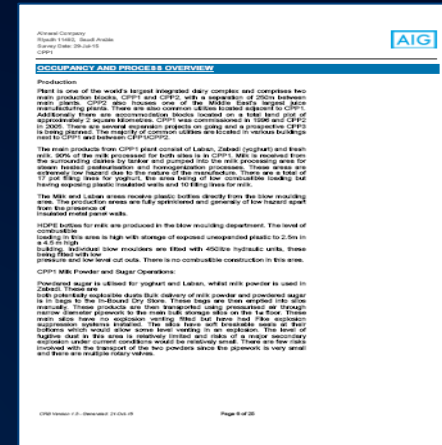 Almarai Company
Riyadh 11492, Saudi Arabia
Survey Date: 29-Jul-15
CPP1
AIG
OCCUPANCY AND PROCESS OVERVIEW
Production
Plant is one of the world's largest integrated dairy complex and comprises two
main production blocks, CPP1 and CPP2, with a separation of 250m between
main plants. CPP2 also houses one of the Middle East's largest juice
manufacturing plants. There are also common utilities located adjacent to CPP1.
Additionally there are accommodation blocks located on a total land plot of
approximately 2 square kilometres. CPP1 was commissioned in 1996 and CPP2
in 2005. There are several expansion projects on going and a prospective CPP3
is being planned. The majority of common utilities are located in various buildings
next to CPP1 and between CPP1/CPP2.
The main products from CPP1 plant consist of Laban, Zabadi (yoghurt) and fresh
milk. 90% of the milk processed for both sites is in CPP1. Milk is received from
the surrounding dairies by tanker and pumped into the milk processing area for
steam heated pasteurisation and homogenization processes. These areas are
extremely low hazard due to the nature of the manufacture. There are a total of
17 pot filling lines for yoghurt, the area being of low combustible loading but
having exposing plastic insulated walls and 10 filling lines for milk.
The Milk and Laban areas receive plastic bottles directly from the blow moulding
area. The production areas are fully sprinklered and generally of low hazard apart
from the presence of
insulated metal panel walls.
HDPE bottles for milk are produced in the blow moulding department. The level of
combustible
loading in this area is high with storage of exposed unexpanded plastic to 2.5m in
a 4.5 m high
building. Individual blow moulders are fitted with 450litre hydraulic units, these
being fitted with low
pressure and low level cut outs. There is no combustible construction in this area.
CPP1 Milk Powder and Sugar Operations:
Powdered sugar is utilised for yoghurt and Laban, whilst milk powder is used in
Zabadi. These are
both potentially explosible dusts Bulk delivery of milk powder and powdered sugar
is in bags to the In-Bound Dry Store. These bags are then emptied into silos
manually. These products are then transported using pressurised air through
narrow diameter pipework to the main bulk storage silos on the 1st floor. These
main silos have no explosion venting fitted but have had Fike explosion
suppression systems installed. The silos have soft breakable seals at their
bottoms which would allow some level venting in an explosion. The level of
fugitive dust in this area is relatively limited and risks of a major secondary
explosion under current conditions would be relatively small. There are few risks
involved with the transport of the two powders since the pipework is very small
and there are multiple rotary valves.
Page 6 of 25